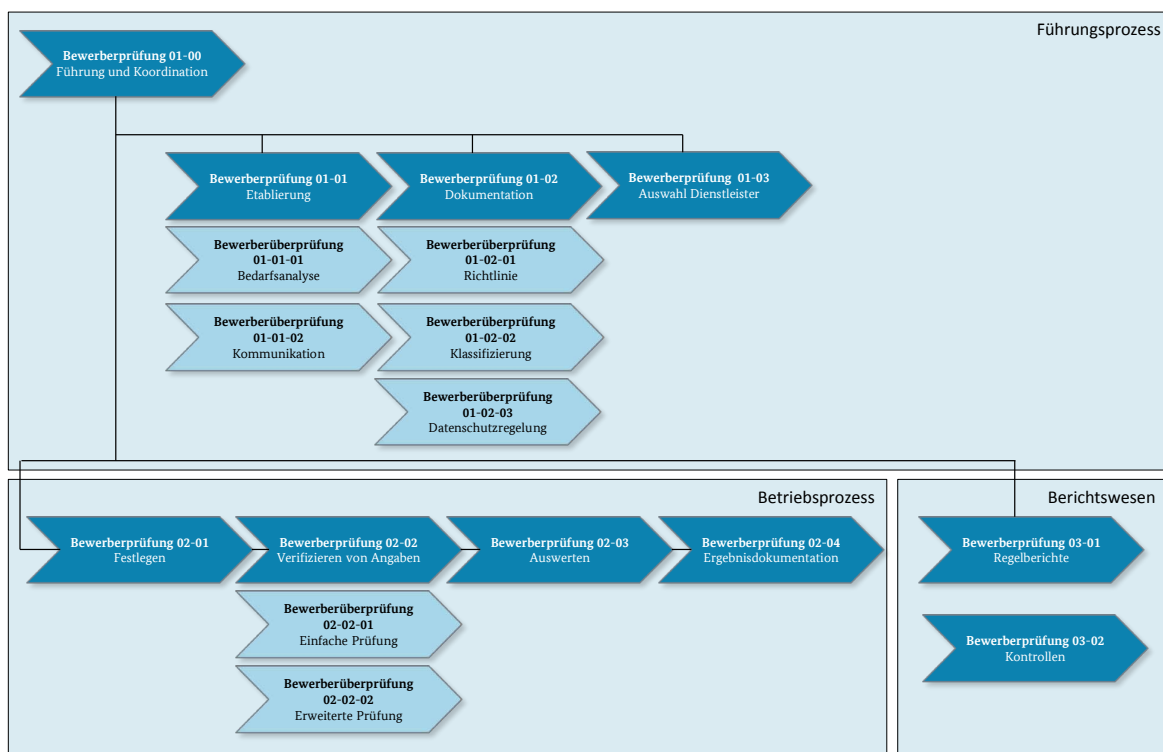 Führungsprozess
Bewerberprüfung 01-00
Führung und Koordination
Bewerberprüfung 01-01
Etablierung
Bewerberprüfung 01-02
Dokumentation
Bewerberprüfung 01-03
Auswahl Dienstleister
Bewerberüberprüfung
01-01-01
Bedarfsanalyse
Bewerberüberprüfung
01-02-01
Richtlinie
Bewerberüberprüfung
01-01-02
Kommunikation
Bewerberüberprüfung
01-02-02
Klassifizierung
Bewerberüberprüfung
01-02-03
Datenschutzregelung
Betriebsprozess
Bewerberprüfung 02-01
Festlegen
Bewerberprüfung 02-02
Verifizieren von Angaben
Bewerberprüfung 02-03
Auswerten
Bewerberprüfung 02-04
Ergebnisdokumentation
Bewerberüberprüfung
02-02-01
Einfache Prüfung
Bewerberüberprüfung
02-02-02
Erweiterte Prüfung
Berichtswesen
Bewerberprüfung 03-01
Regelberichte
Bewerberprüfung 03-02
Kontrollen